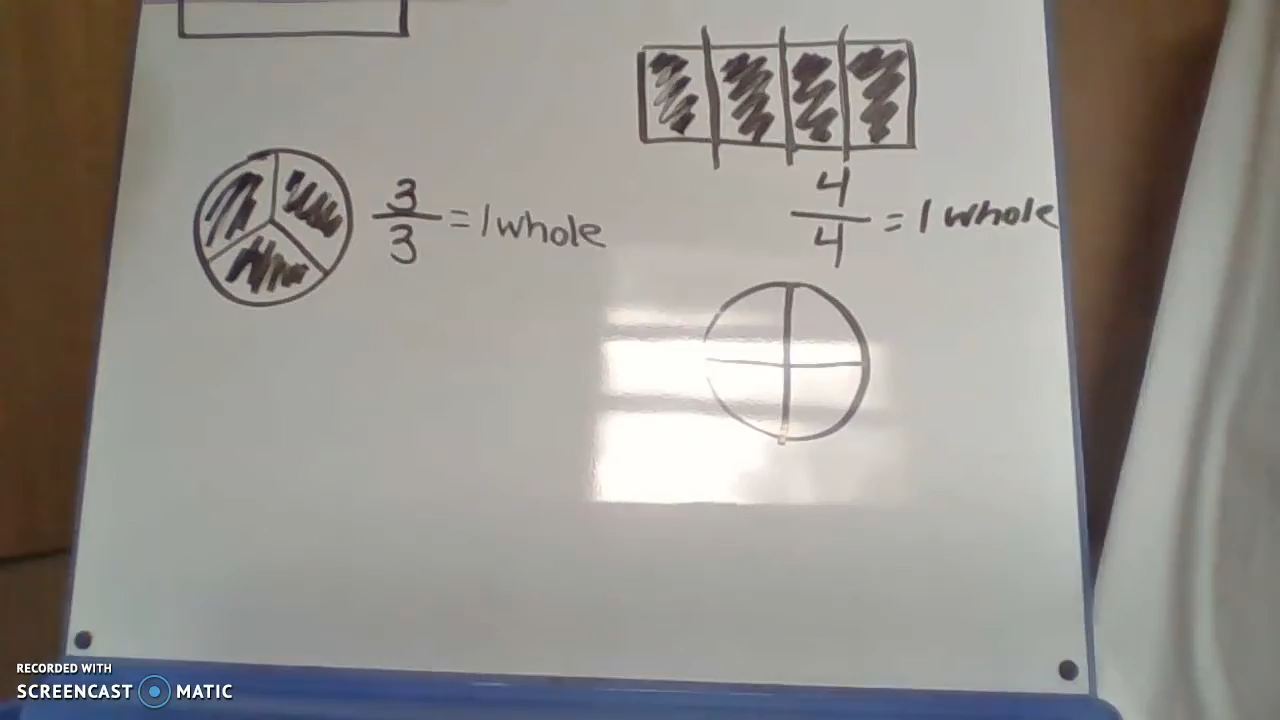 3/3 = 1 whole
4/4 = 1 whole
RECORDED WITH
SCREENCAST MATIC